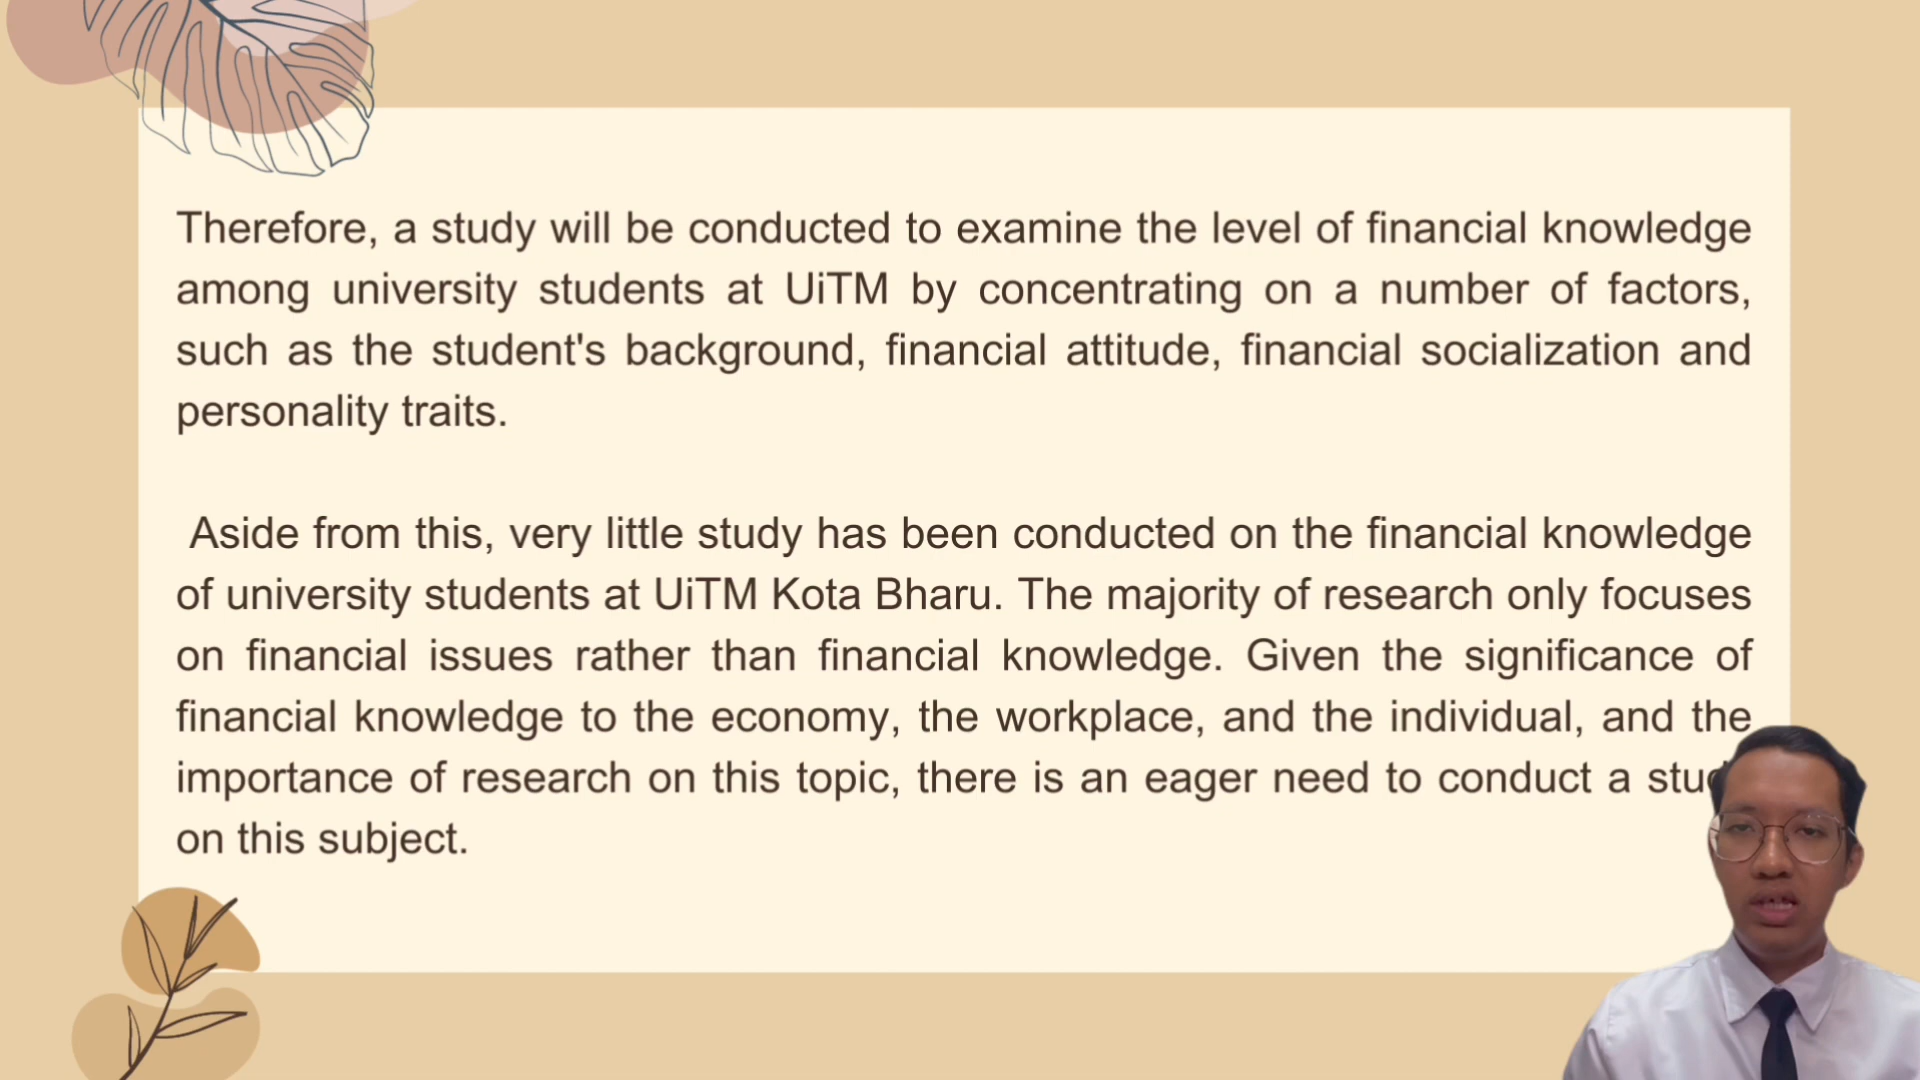 Therefore, a study will be conducted to examine the level of financial knowledge
among university students at UiTM by concentrating on a number of factors,
such as the student's background, financial attitude, financial socialization and
personality traits.
Aside from this, very little study has been conducted on the financial knowledge
of university students at UiTM Kota Bharu. The majority of research only focuses
on financial issues rather than financial knowledge. Given the significance of
financial knowledge to the economy, the workplace, and the individual, and the
importance of research on this topic, there is an eager need to conduct a
on this subject.